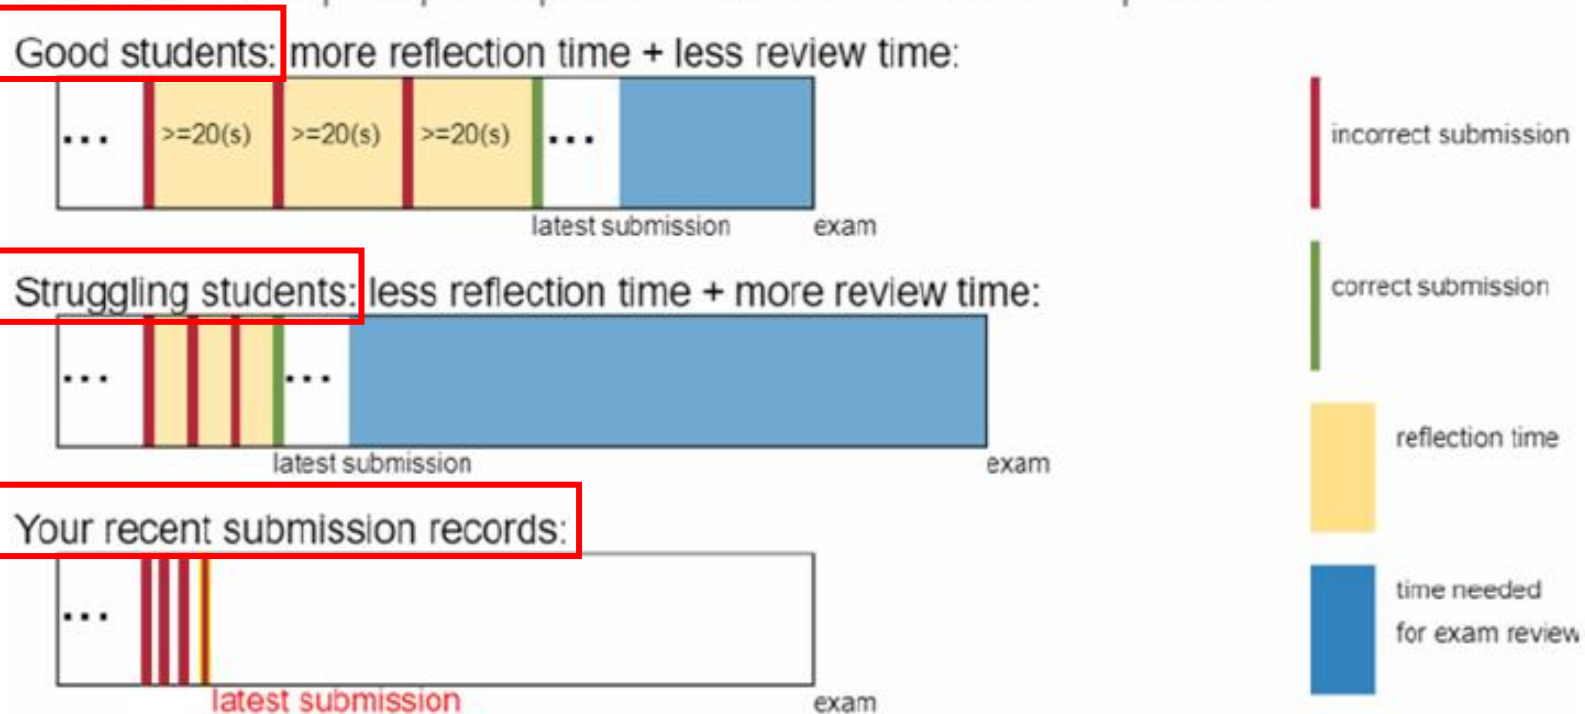 Good students: more reflection time + less review time:
... >=20(s) >=20(s) >=20(s) ...
latest submission exam
Struggling students: less reflection time + more review time:
... ...
latest submission exam
Your recent submission records:
...
latest submission exam
incorrect submission
correct submission
reflection time
time needed
for exam review